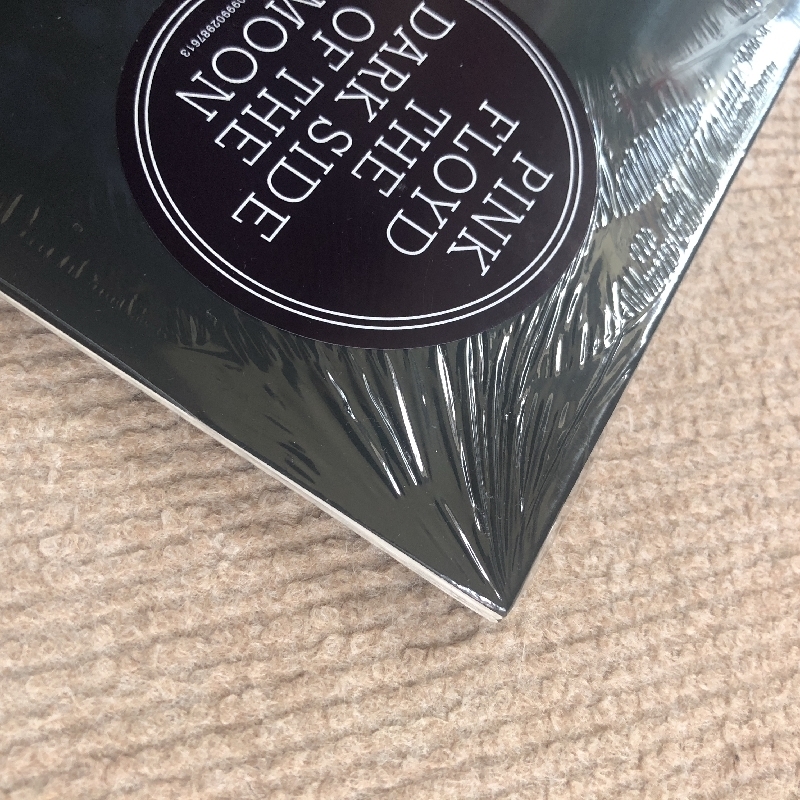 PINK
FLOYD
THE
DARK SIDE
OF THE
MOON